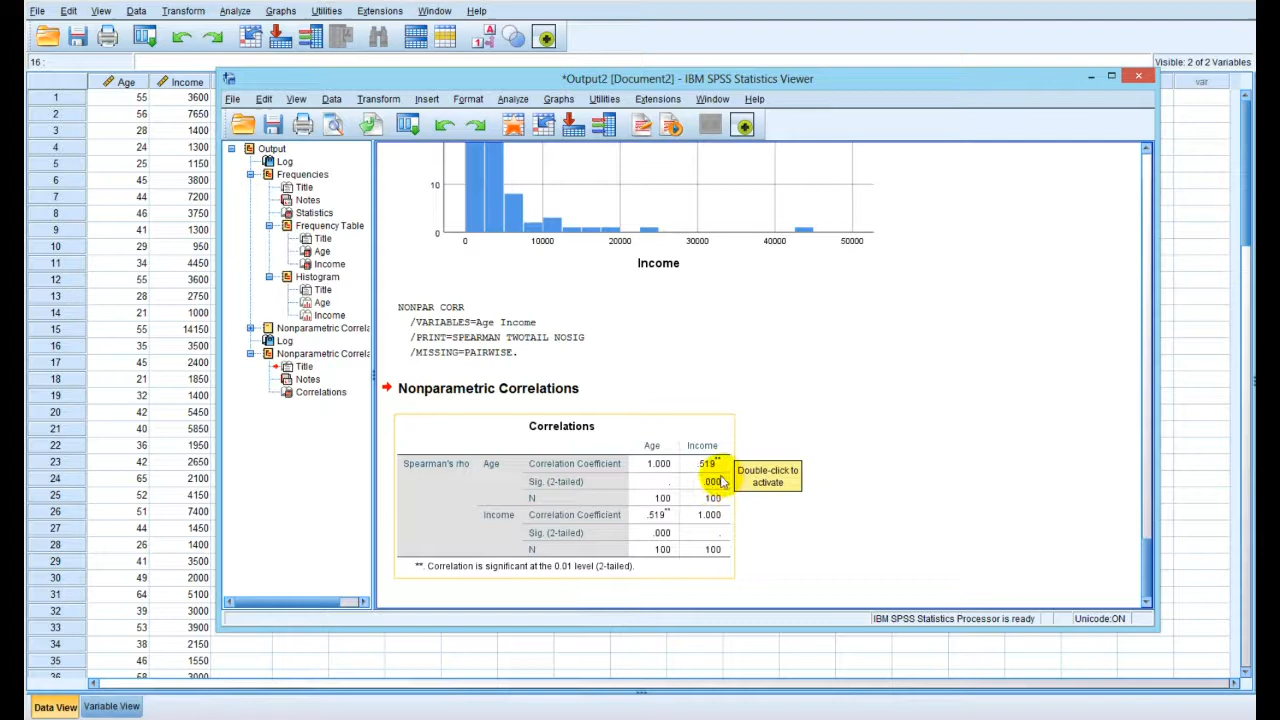 File Edit View Data Transform Analyze Graphs Utilities Extensions Window Help
16 :
Visible: 2 of 2 Variables
Age Income var
1 55 3600
2 56 7650
3 28 1400
4 24 1300
5 25 1150
6 45 3800
7 44 7200
8 46 3750
9 41 1300
10 29 950
11 34 4450
12 55 3600
13 28 2750
14 21 1000
15 55 14150
16 35 3500
17 45 2400
18 21 1850
19 32 1400
20 42 5450
21 40 5850
22 36 1950
23 42 2650
24 65 2100
25 52 4150
26 51 7400
27 44 1450
28 26 1400
29 41 3500
30 49 2000
31 64 5100
32 39 3000
33 53 3900
34 38 2150
35 46 1550
36 58 3000
Data View Variable View
*Output2 [Document2] - IBM SPSS Statistics Viewer
File Edit View Data Transform Insert Format Analyze Graphs Utilities Extensions Window Help
Output
Log
Frequencies
Title
Notes
Statistics
Frequency Table
Title
Age
Income
Histogram
Title
Age
Income
Nonparametric Correla
Log
Nonparametric Correla
Title
Notes
Correlations
10
0
0 10000 20000 30000 40000 50000
Income
NONPAR CORR
/VARIABLES=Age Income
/PRINT=SPEARMAN TWOTAIL NOSIG
/MISSING=PAIRWISE.
Nonparametric Correlations
Correlations
Age Income
Spearman's rho Age Correlation Coefficient 1.000 .519**
Sig. (2-tailed) . .000
N 100 100
Income Correlation Coefficient .519** 1.000
Sig. (2-tailed) .000 .
N 100 100
**. Correlation is significant at the 0.01 level (2-tailed).
Double-click to
activate
IBM SPSS Statistics Processor is ready Unicode:ON